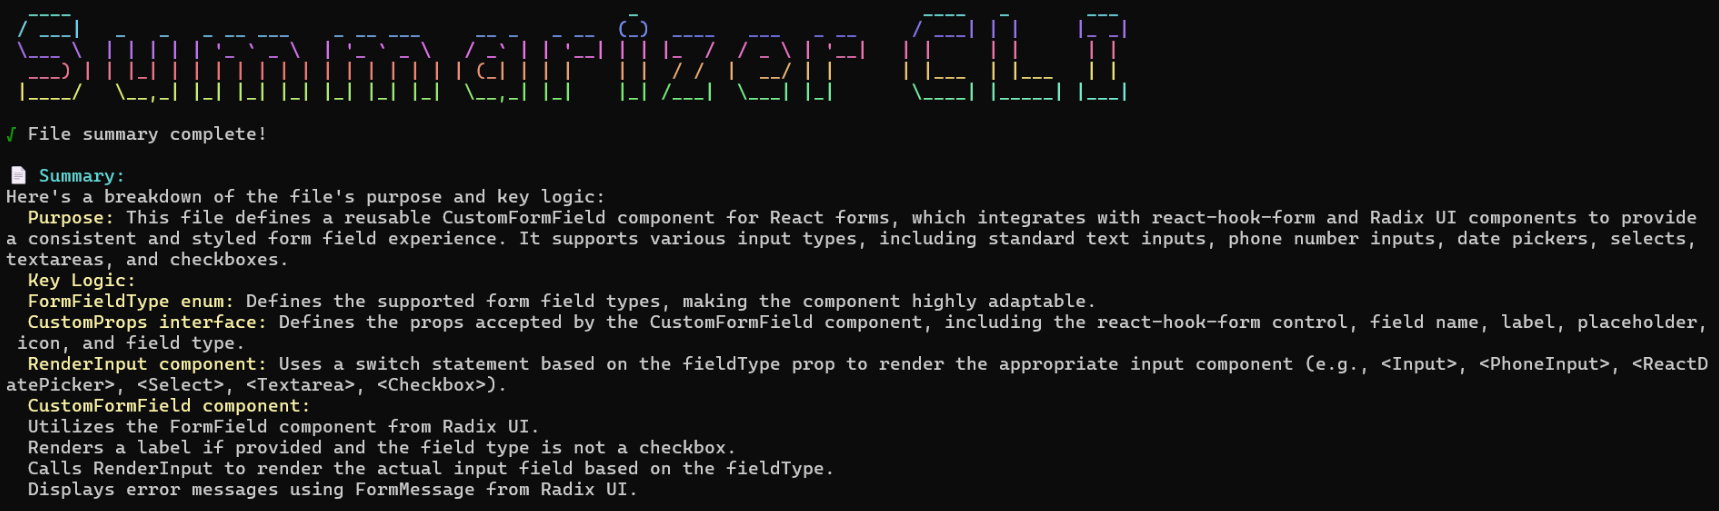 Summarizer CLI
√ File summary complete!
Summary:
Here's a breakdown of the file's purpose and key logic:
Purpose: This file defines a reusable CustomFormField component for React forms, which integrates with react-hook-form and Radix UI components to provide
a consistent and styled form field experience. It supports various input types, including standard text inputs, phone number inputs, date pickers, selects,
textareas, and checkboxes.
Key Logic:
FormFieldType enum: Defines the supported form field types, making the component highly adaptable.
CustomProps interface: Defines the props accepted by the CustomFormField component, including the react-hook-form control, field name, label, placeholder,
icon, and field type.
RenderInput component: Uses a switch statement based on the fieldType prop to render the appropriate input component (e.g., <Input>, <PhoneInput>, <ReactD
atePicker>, <Select>, <Textarea>, <Checkbox>).
CustomFormField component:
Utilizes the FormField component from Radix UI.
Renders a label if provided and the field type is not a checkbox.
Calls RenderInput to render the actual input field based on the fieldType.
Displays error messages using FormMessage from Radix UI.